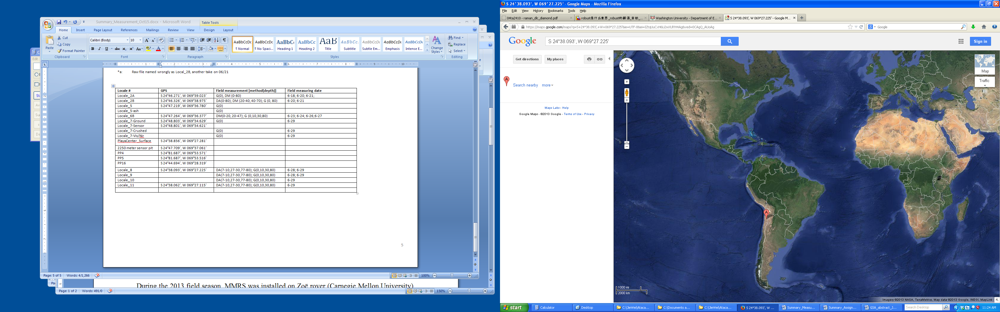 Summary_Measurement_Oct15.docx - Microsoft Word
Table Tools
Home Insert Page Layout References Mailings Review View Design Layout
Paste
Cut
Copy
Format Painter
Clipboard
Calibri (Body) 10
Font
Paragraph
AaBbCcDc ¶ Normal
AaBbCcDc ¶ No Spaci...
AaBbC Heading 1
AaBbCc Heading 2
AaB Title
AaBbCc. Subtitle
AaBbCcDc Subtle Em...
AaBbCcDc Emphasis
AaBbCcDc Intense E...
Styles
Change Styles
Find
Replace
Select
Editing
*a: Raw file named wrongly as Local_2B, another take on 06/21
Locale # GPS Field measurement [method(depth)] Field measuring date
Locale_2A S 24°46.271’, W 069°39.023’ G(0), DM (0-80) 6-18; 6-20; 6-21;
Locale_2B S 24°46.326’, W 069°38.975’ DA(0-80); DM (20-40, 40-70); G (0, 80) 6-20; 6-21
Locale_5 S 24°47.219’, W 069°36.780’ G(0)
Locale_5-ash G(0)
Locale_6B S 24°47.264’, W 069°36.377’ DM(0-20, 20-47); G (0,10,30,80) 6-23; 6-24; 6-26;6-27
Locale_7-Ground S 24°48.803’, W 069°34.629’ G(0) 6-29
Locale_7-Sensor S 24°48.801’, W 069°34.621’
Locale_7-Crushed G(0) 6-29
Locale_7-Vis/Nir G(0) 6-29
PlayaCenter_Surface S 24°38.856’, W 069°27.281’
2250 meter sensor pit S 24°47.709’, W 069°37.061’
PP4 S 24°81.687’, W 069°53.571’
PP5 S 24°81.687’, W 069°53.516’
PP16 S 24°44.694’, W 069°28.319’
Locale_8 S 24°38.093’, W 069°27.225’ DA(7-10,27-30,77-80); G(0,10,30,80) 6-28; 6-29
Locale_9 DA(7-10,27-30,77-80); G(0,10,30,80) 6-28; 6-29
Locale_10 DA(7-10,27-30,77-80); G(0,10,30,80) 6-29
Locale_11 S 24°38.062’, W 069°27.115’ DA(7-10,27-30,77-80); G(0,10,30,80) 6-29
5
Page: 5 of 5 Words: 4/1,266 100%
During the 2013 field season, MMRS was installed on Zoë rover (Carnegie Mellon University)
Page: 1 of 2 Words: 491/0 150%
S 24°38.093', W 069°27.225' - Google Maps - Mozilla Firefox
File Edit View History Bookmarks Tools Help
04ta2410 - raman_dlc_diamond.pdf
robust是什么意思_robust的翻译_音标_...
Washington University - Department of E...
S 24°38.093', W 069°27.225' - Google M...
Google
Google
S 24°38.093', W 069°27.225'
Sign in
Get directions My places
A
Search nearby more
Maps Labs - Help
Google Maps - ©2013 Google - Terms of Use - Privacy
Map
Traffic
A
1000 mi
2000 km
Imagery ©2013 NASA, TerraMetrics, Map data ©2013 Google, INEGI, MapLink -
start
Calculator
Desktop
C:\JieWei\Ataca...
C:\Documents a...
C:\JieWei\Ataca...
S 24°38.093', W ...
Summary_Measu...
Summary_Assign...
GSA_abstract_J...
Search Desktop
11:24 AM